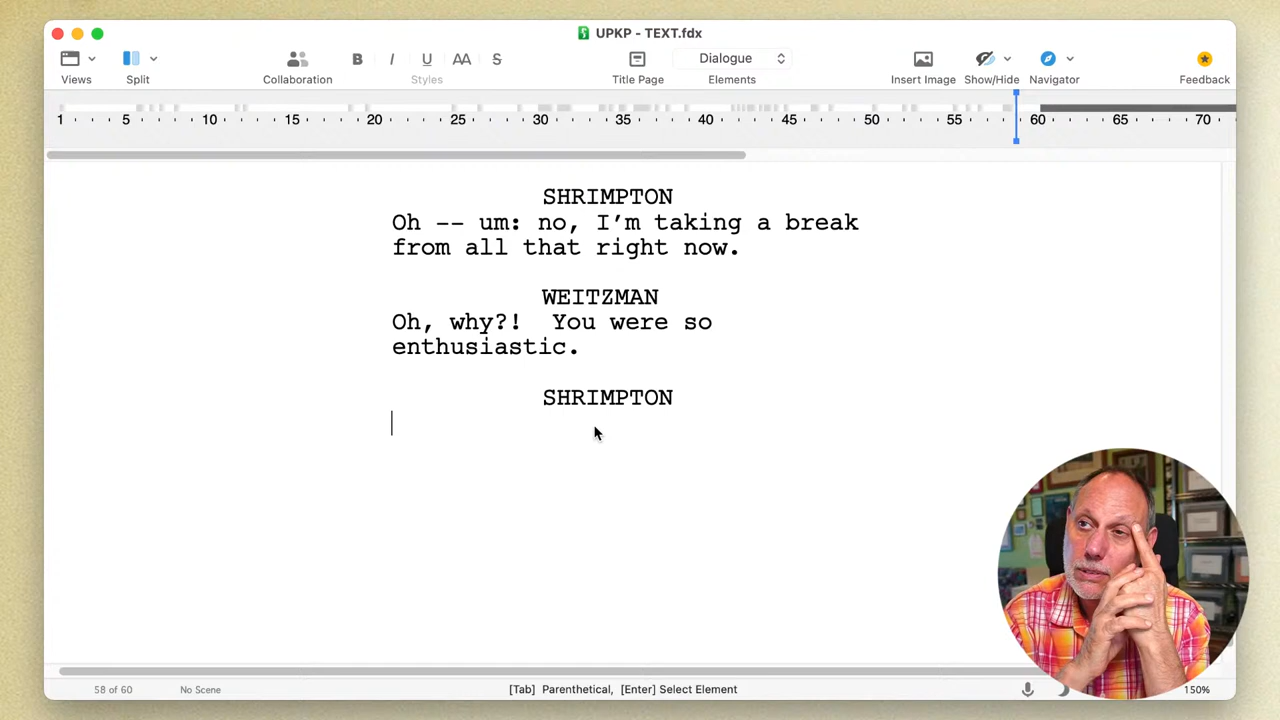 UPKP - TEXT.fdx
B I U AA S Dialogue
Views Split Collaboration Styles Title Page Elements Insert Image Show/Hide Navigator Feedback
1 5 10 15 20 25 30 35 40 45 50 55 60 65 70
SHRIMPTON
Oh -- um: no, I’m taking a break
from all that right now.
WEITZMAN
Oh, why?! You were so
enthusiastic.
SHRIMPTON
58 of 60 No Scene [Tab] Parenthetical, [Enter] Select Element 150%